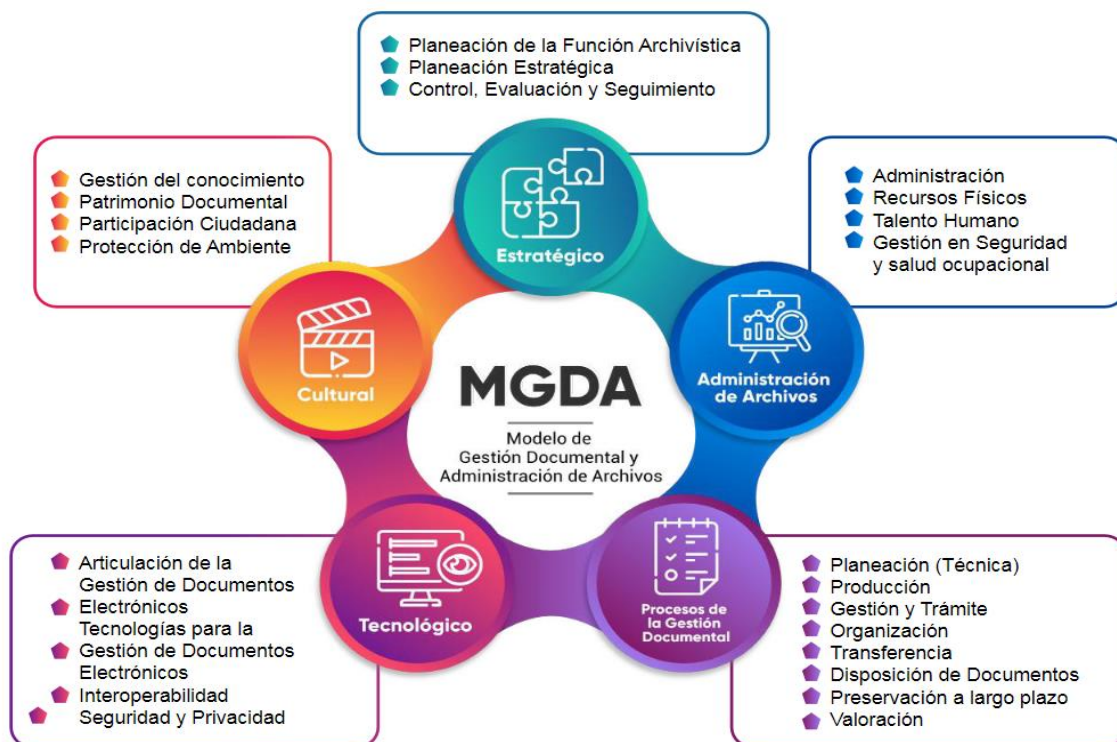 Planeación de la Función Archivística
Planeación Estratégica
Control, Evaluación y Seguimiento
Estratégico
Gestión del conocimiento
Patrimonio Documental
Participación Ciudadana
Protección de Ambiente
Cultural
Administración
Recursos Físicos
Talento Humano
Gestión en Seguridad
y salud ocupacional
Administración
de Archivos
MGDA
Modelo de
Gestión Documental y
Administración de Archivos
Articulación de la
Gestión de Documentos
Electrónicos
Tecnologías para la
Gestión de Documentos
Electrónicos
Interoperabilidad
Seguridad y Privacidad
Tecnológico
Procesos de
la Gestión
Documental
Planeación (Técnica)
Producción
Gestión y Trámite
Organización
Transferencia
Disposición de Documentos
Preservación a largo plazo
Valoración